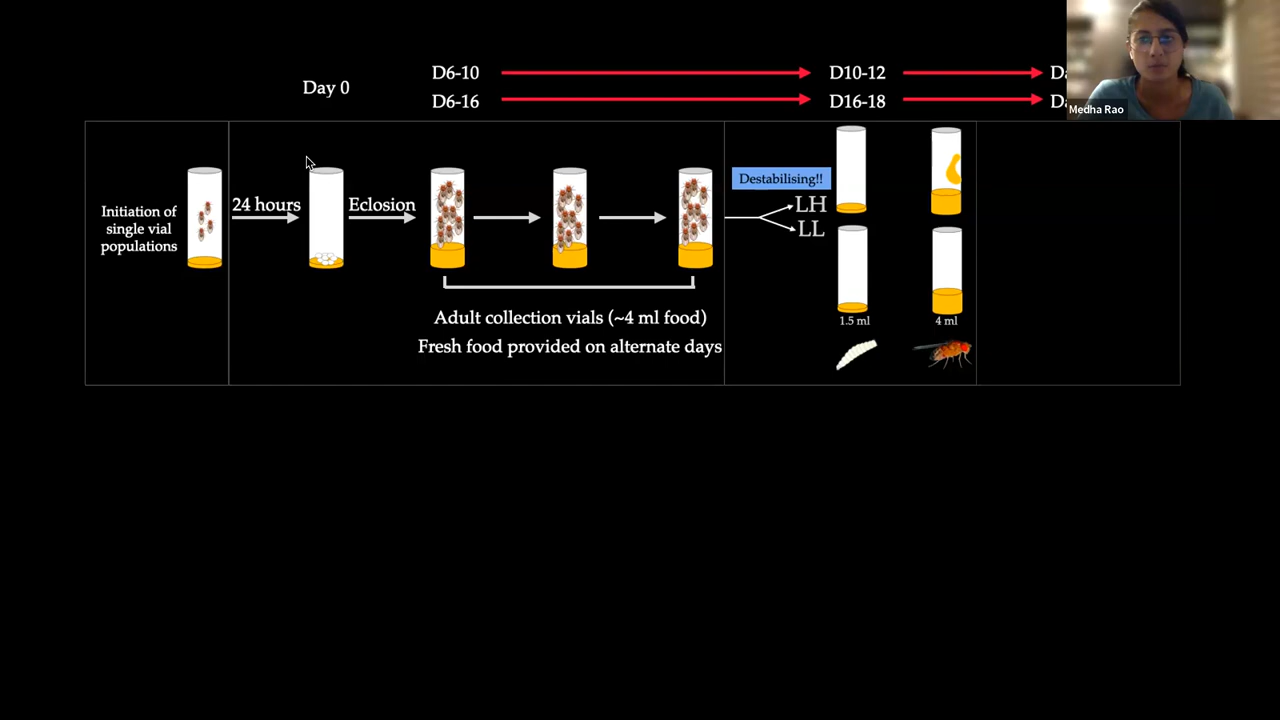 D6-10
D10-12
Da
Day 0
D6-16
D16-18
Da
Medha Rao
Destabilising!!
Initiation of
single vial
populations
24 hours
Eclosion
LH
LL
Adult collection vials (~4 ml food)
Fresh food provided on alternate days
1.5 ml
4 ml